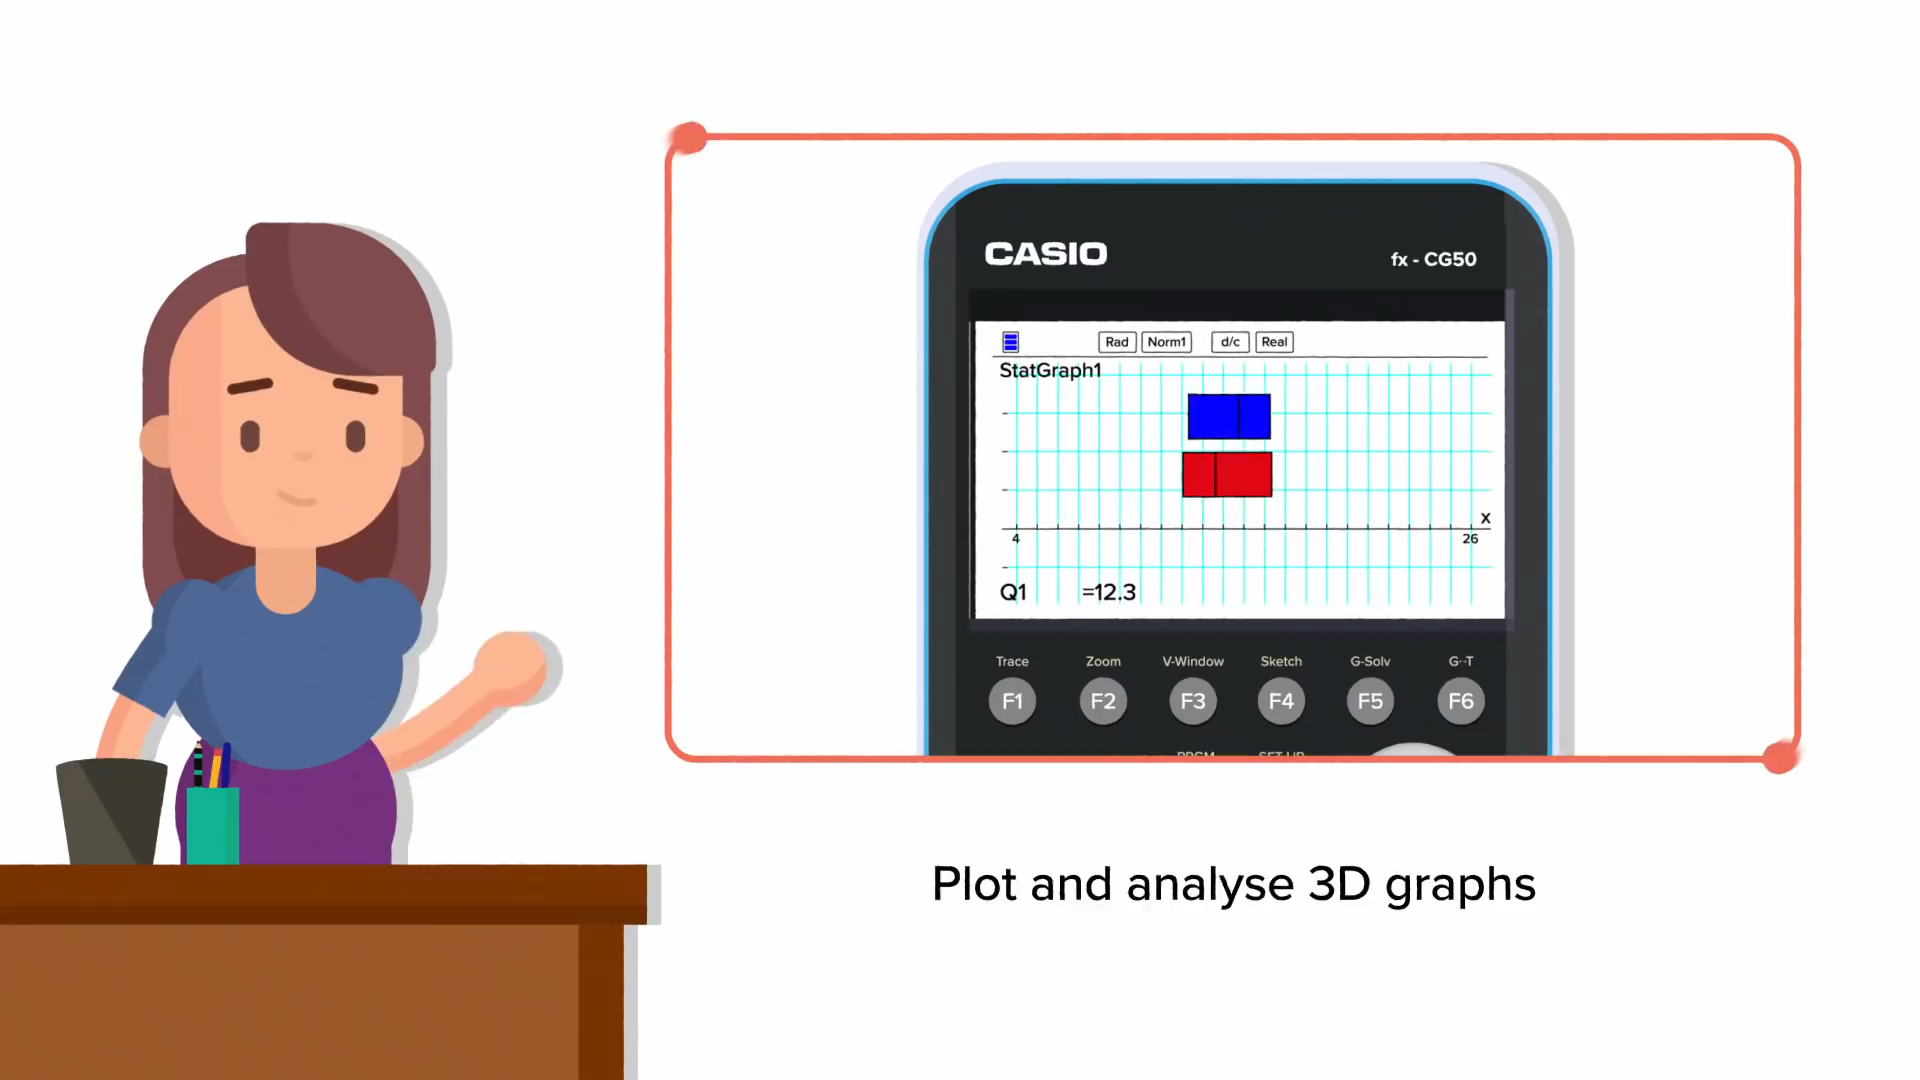 CASIO
fx - CG50
Rad Norm1 d/c Real
StatGraph1
X
4 26
Q1 =12.3
Trace Zoom V-Window Sketch G-Solv G↔T
F1 F2 F3 F4 F5 F6
Plot and analyse 3D graphs